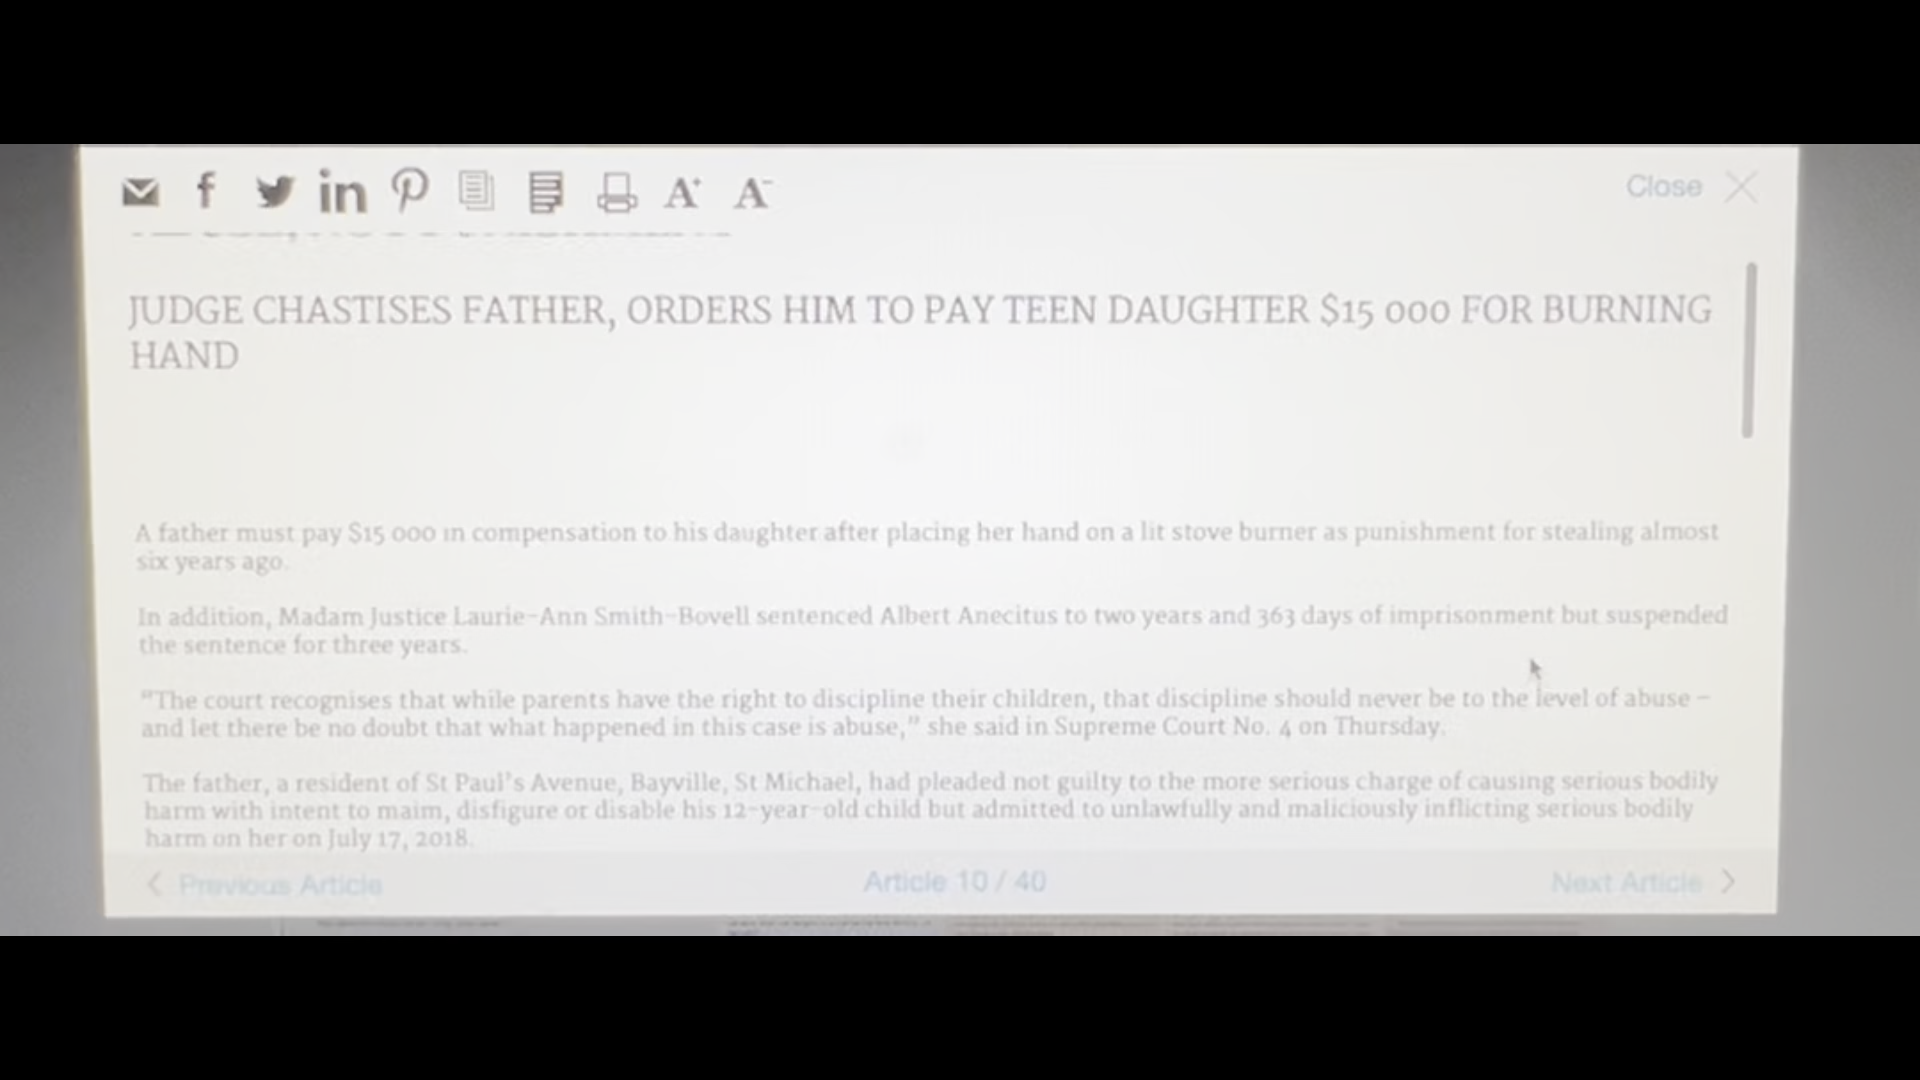 Close
JUDGE CHASTISES FATHER, ORDERS HIM TO PAY TEEN DAUGHTER $15 000 FOR BURNING
HAND
A father must pay $15 000 in compensation to his daughter after placing her hand on a lit stove burner as punishment for stealing almost
six years ago.
In addition, Madam Justice Laurie-Ann Smith-Bovell sentenced Albert Anecitus to two years and 363 days of imprisonment but suspended
the sentence for three years.
"The court recognises that while parents have the right to discipline their children, that discipline should never be to the level of abuse –
and let there be no doubt that what happened in this case is abuse," she said in Supreme Court No. 4 on Thursday.
The father, a resident of St Paul's Avenue, Bayville, St Michael, had pleaded not guilty to the more serious charge of causing serious bodily
harm with intent to maim, disfigure or disable his 12-year-old child but admitted to unlawfully and maliciously inflicting serious bodily
harm on her on July 17, 2018.
Previous Article
Article 10 / 40
Next Article